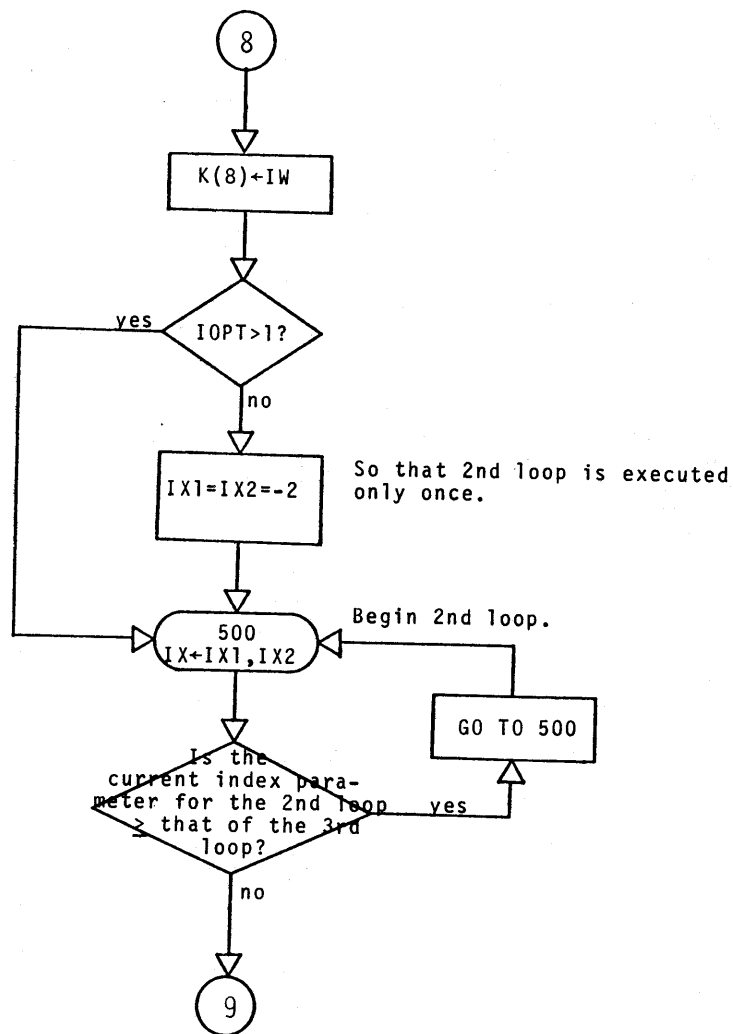 8
K(8)←IW
IOPT>1?
yes
no
IX1=IX2=-2
So that 2nd loop is executed
only once.
Begin 2nd loop.
500
IX←IX1,IX2
GO TO 500
Is the
current index para-
meter for the 2nd loop
≥ that of the 3rd
loop?
yes
no
9